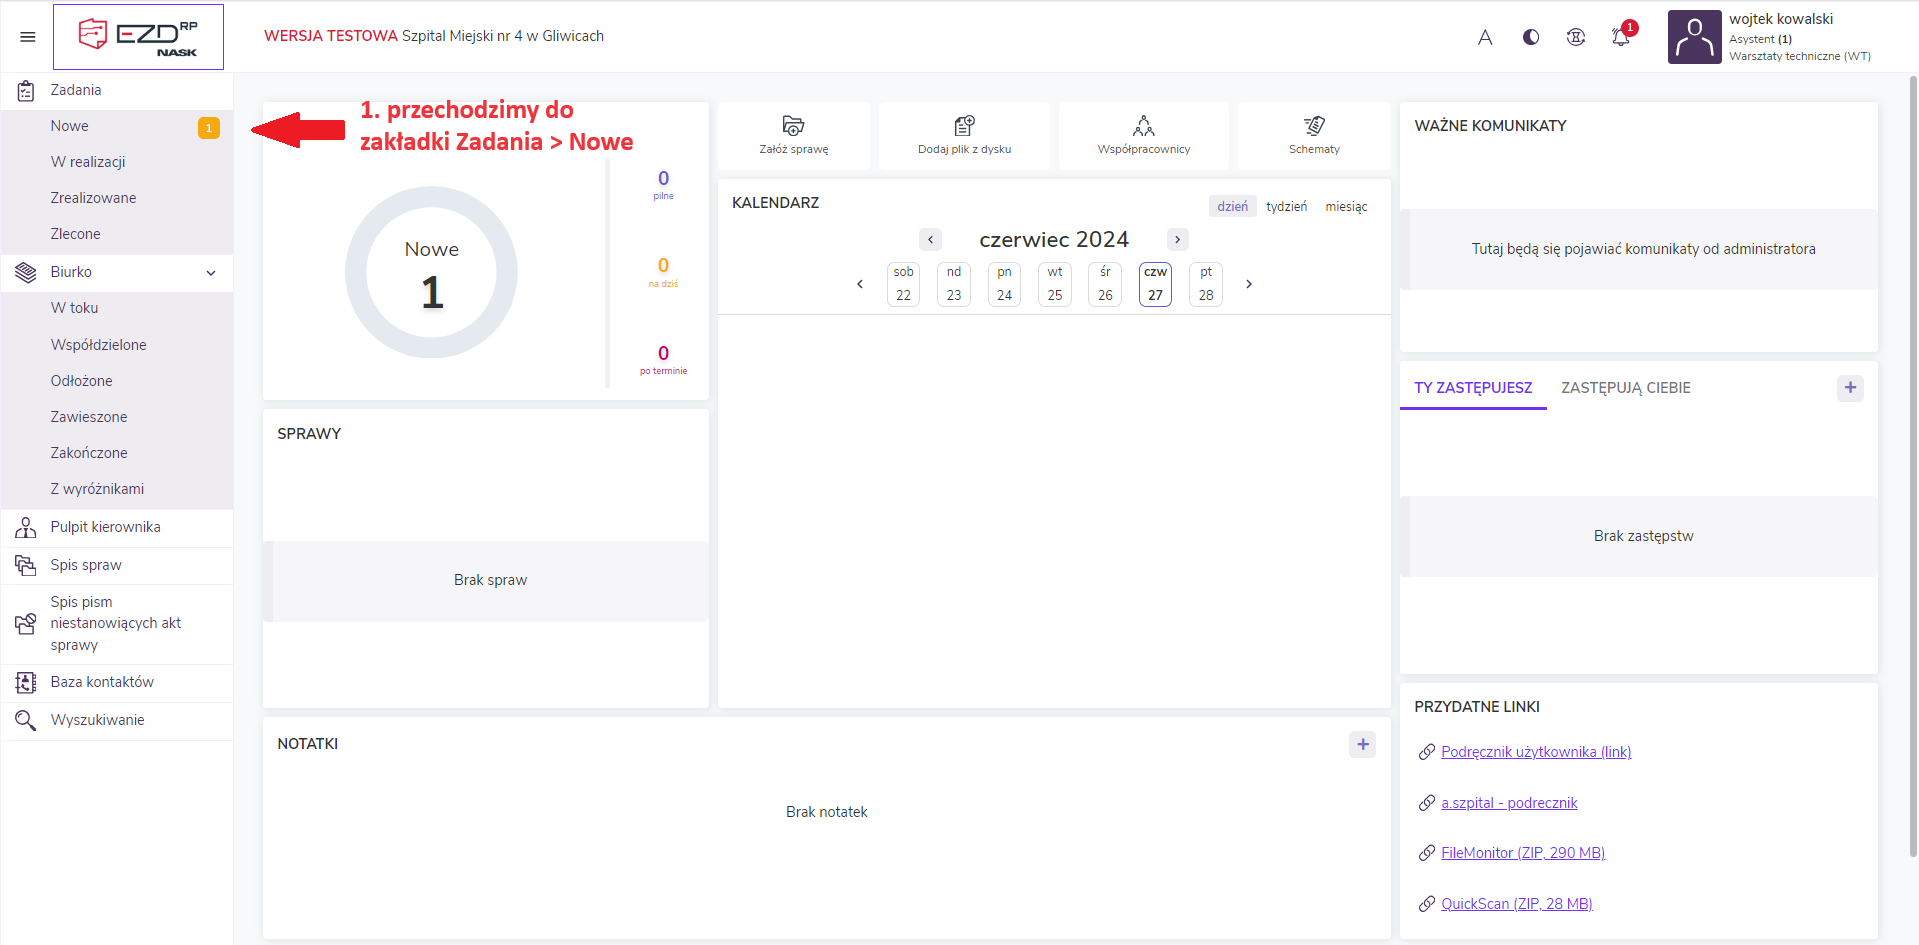 EZD RP
NASK
WERSJA TESTOWA Szpital Miejski nr 4 w Gliwicach
A
1
wojtek kowalski
Asystent (1)
Warsztaty techniczne (WT)
Zadania
Nowe
1
W realizacji
Zrealizowane
Zlecone
Biurko
W toku
Współdzielone
Odłożone
Zawieszone
Zakończone
Z wyróżnikami
Pulpit kierownika
Spis spraw
Spis pism
niestanowiących akt
sprawy
Baza kontaktów
Wyszukiwanie
1. przechodzimy do
zakładki Zadania > Nowe
Nowe
1
0
pilne
0
na dziś
0
po terminie
SPRAWY
Brak spraw
Załóż sprawę
Dodaj plik z dysku
Współpracownicy
Schematy
KALENDARZ
dzień tydzień miesiąc
< czerwiec 2024 >
sob nd pn wt śr czw pt
< 22 23 24 25 26 27 28 >
NOTATKI
+
Brak notatek
WAŻNE KOMUNIKATY
Tutaj będą się pojawiać komunikaty od administratora
TY ZASTĘPUJESZ ZASTĘPUJĄ CIEBIE +
Brak zastępstw
PRZYDATNE LINKI
Podręcznik użytkownika (link)
a.szpital - podrecznik
FileMonitor (ZIP, 290 MB)
QuickScan (ZIP, 28 MB)